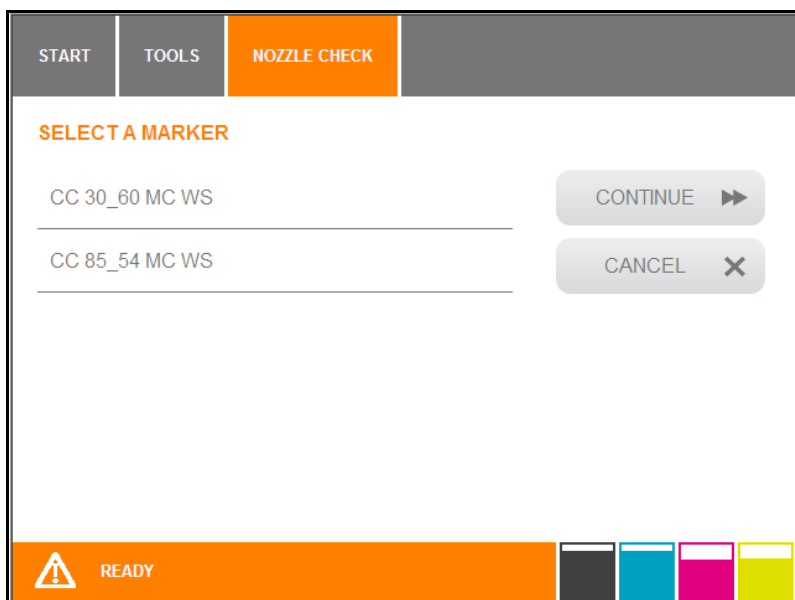 START TOOLS NOZZLE CHECK
SELECT A MARKER
CC 30_60 MC WS
CONTINUE
CC 85_54 MC WS
CANCEL
READY